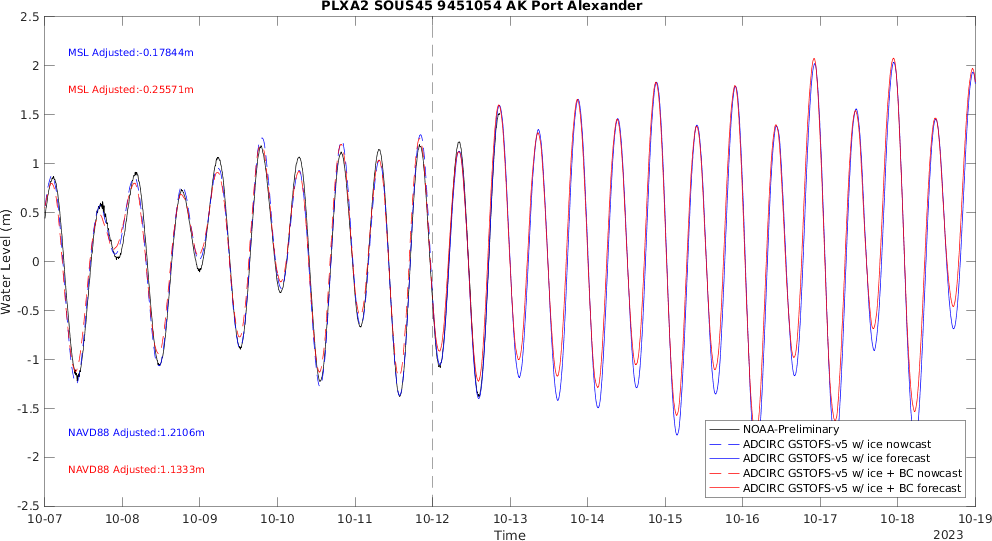 PLXA2 SOUS45 9451054 AK Port Alexander
2.5
2
1.5
1
0.5
0
-0.5
-1
-1.5
-2
-2.5
Water Level (m)
MSL Adjusted:-0.17844m
MSL Adjusted:-0.25571m
NAVD88 Adjusted:1.2106m
NAVD88 Adjusted:1.1333m
NOAA-Preliminary
ADCIRC GSTOFS-v5 w/ ice nowcast
ADCIRC GSTOFS-v5 w/ ice forecast
ADCIRC GSTOFS-v5 w/ ice + BC nowcast
ADCIRC GSTOFS-v5 w/ ice + BC forecast
10-07 10-08 10-09 10-10 10-11 10-12 10-13 10-14 10-15 10-16 10-17 10-18 10-19
Time
2023